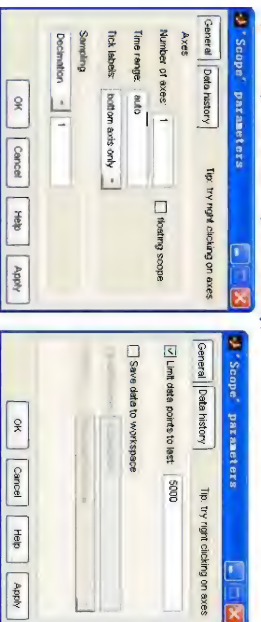 'Scope' parameters
General Data history Tip: try right clicking on axes
Axes
Number of axes: 1 floating scope
Time range: auto
Tick labels: bottom axis only
Sampling
Decimation 1
OK Cancel Help Apply
'Scope' parameters
General Data history Tip: try right clicking on axes
Limit data points to last: 5000
Save data to workspace
OK Cancel Help Apply